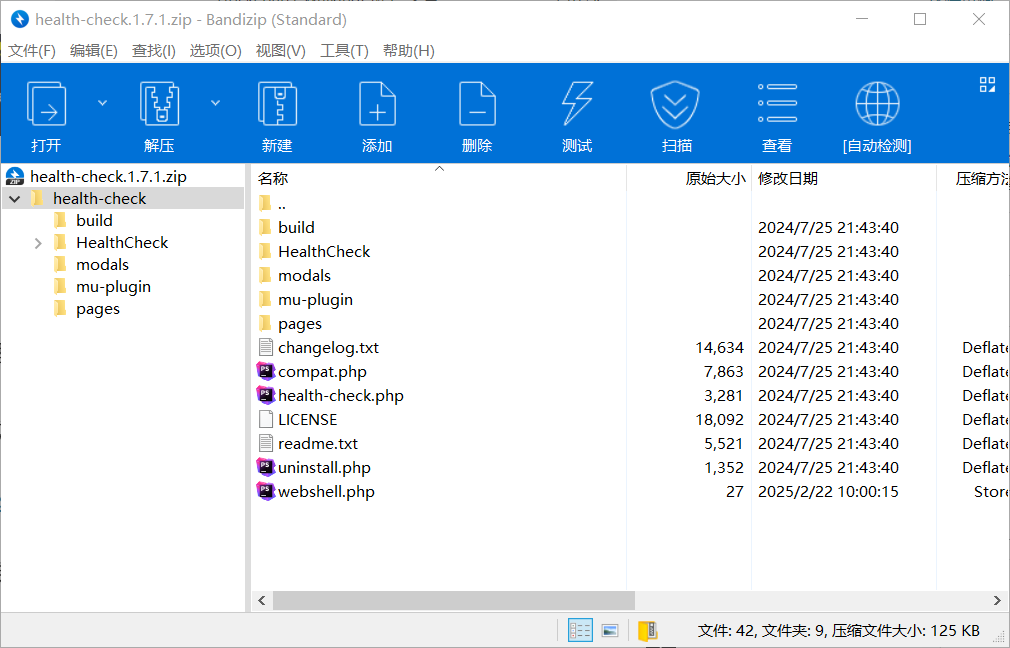 health-check.1.7.1.zip - Bandizip (Standard)
文件(F) 编辑(E) 查找(I) 选项(O) 视图(V) 工具(T) 帮助(H)
打开 解压 新建 添加 删除 测试 扫描 查看 [自动检测]
health-check.1.7.1.zip
health-check
build
HealthCheck
modals
mu-plugin
pages
名称 原始大小 修改日期 压缩方法
..
build 2024/7/25 21:43:40
HealthCheck 2024/7/25 21:43:40
modals 2024/7/25 21:43:40
mu-plugin 2024/7/25 21:43:40
pages 2024/7/25 21:43:40
changelog.txt 14,634 2024/7/25 21:43:40 Deflate
compat.php 7,863 2024/7/25 21:43:40 Deflate
health-check.php 3,281 2024/7/25 21:43:40 Deflate
LICENSE 18,092 2024/7/25 21:43:40 Deflate
readme.txt 5,521 2024/7/25 21:43:40 Deflate
uninstall.php 1,352 2024/7/25 21:43:40 Deflate
webshell.php 27 2025/2/22 10:00:15 Store
文件: 42, 文件夹: 9, 压缩文件大小: 125 KB